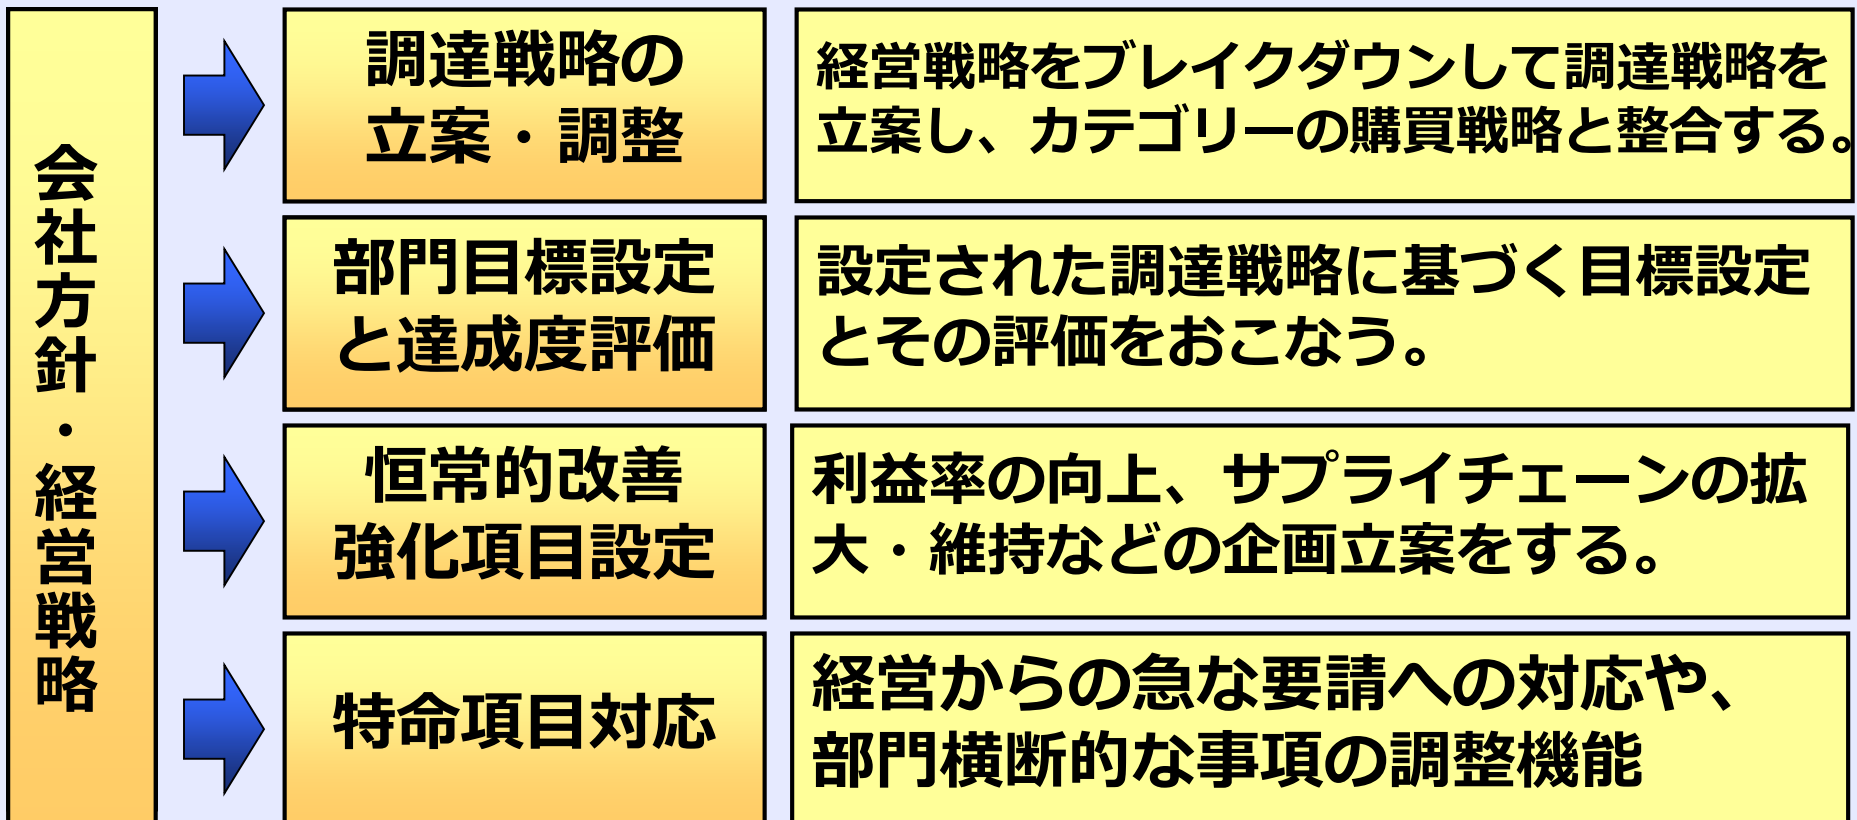 会社方針・経営戦略
調達戦略の
立案・調整
経営戦略をブレイクダウンして調達戦略を
立案し、カテゴリーの購買戦略と整合する。
部門目標設定
と達成度評価
設定された調達戦略に基づく目標設定
とその評価をおこなう。
恒常的改善
強化項目設定
利益率の向上、サプライチェーンの拡
大・維持などの企画立案をする。
特命項目対応
経営からの急な要請への対応や、
部門横断的な事項の調整機能